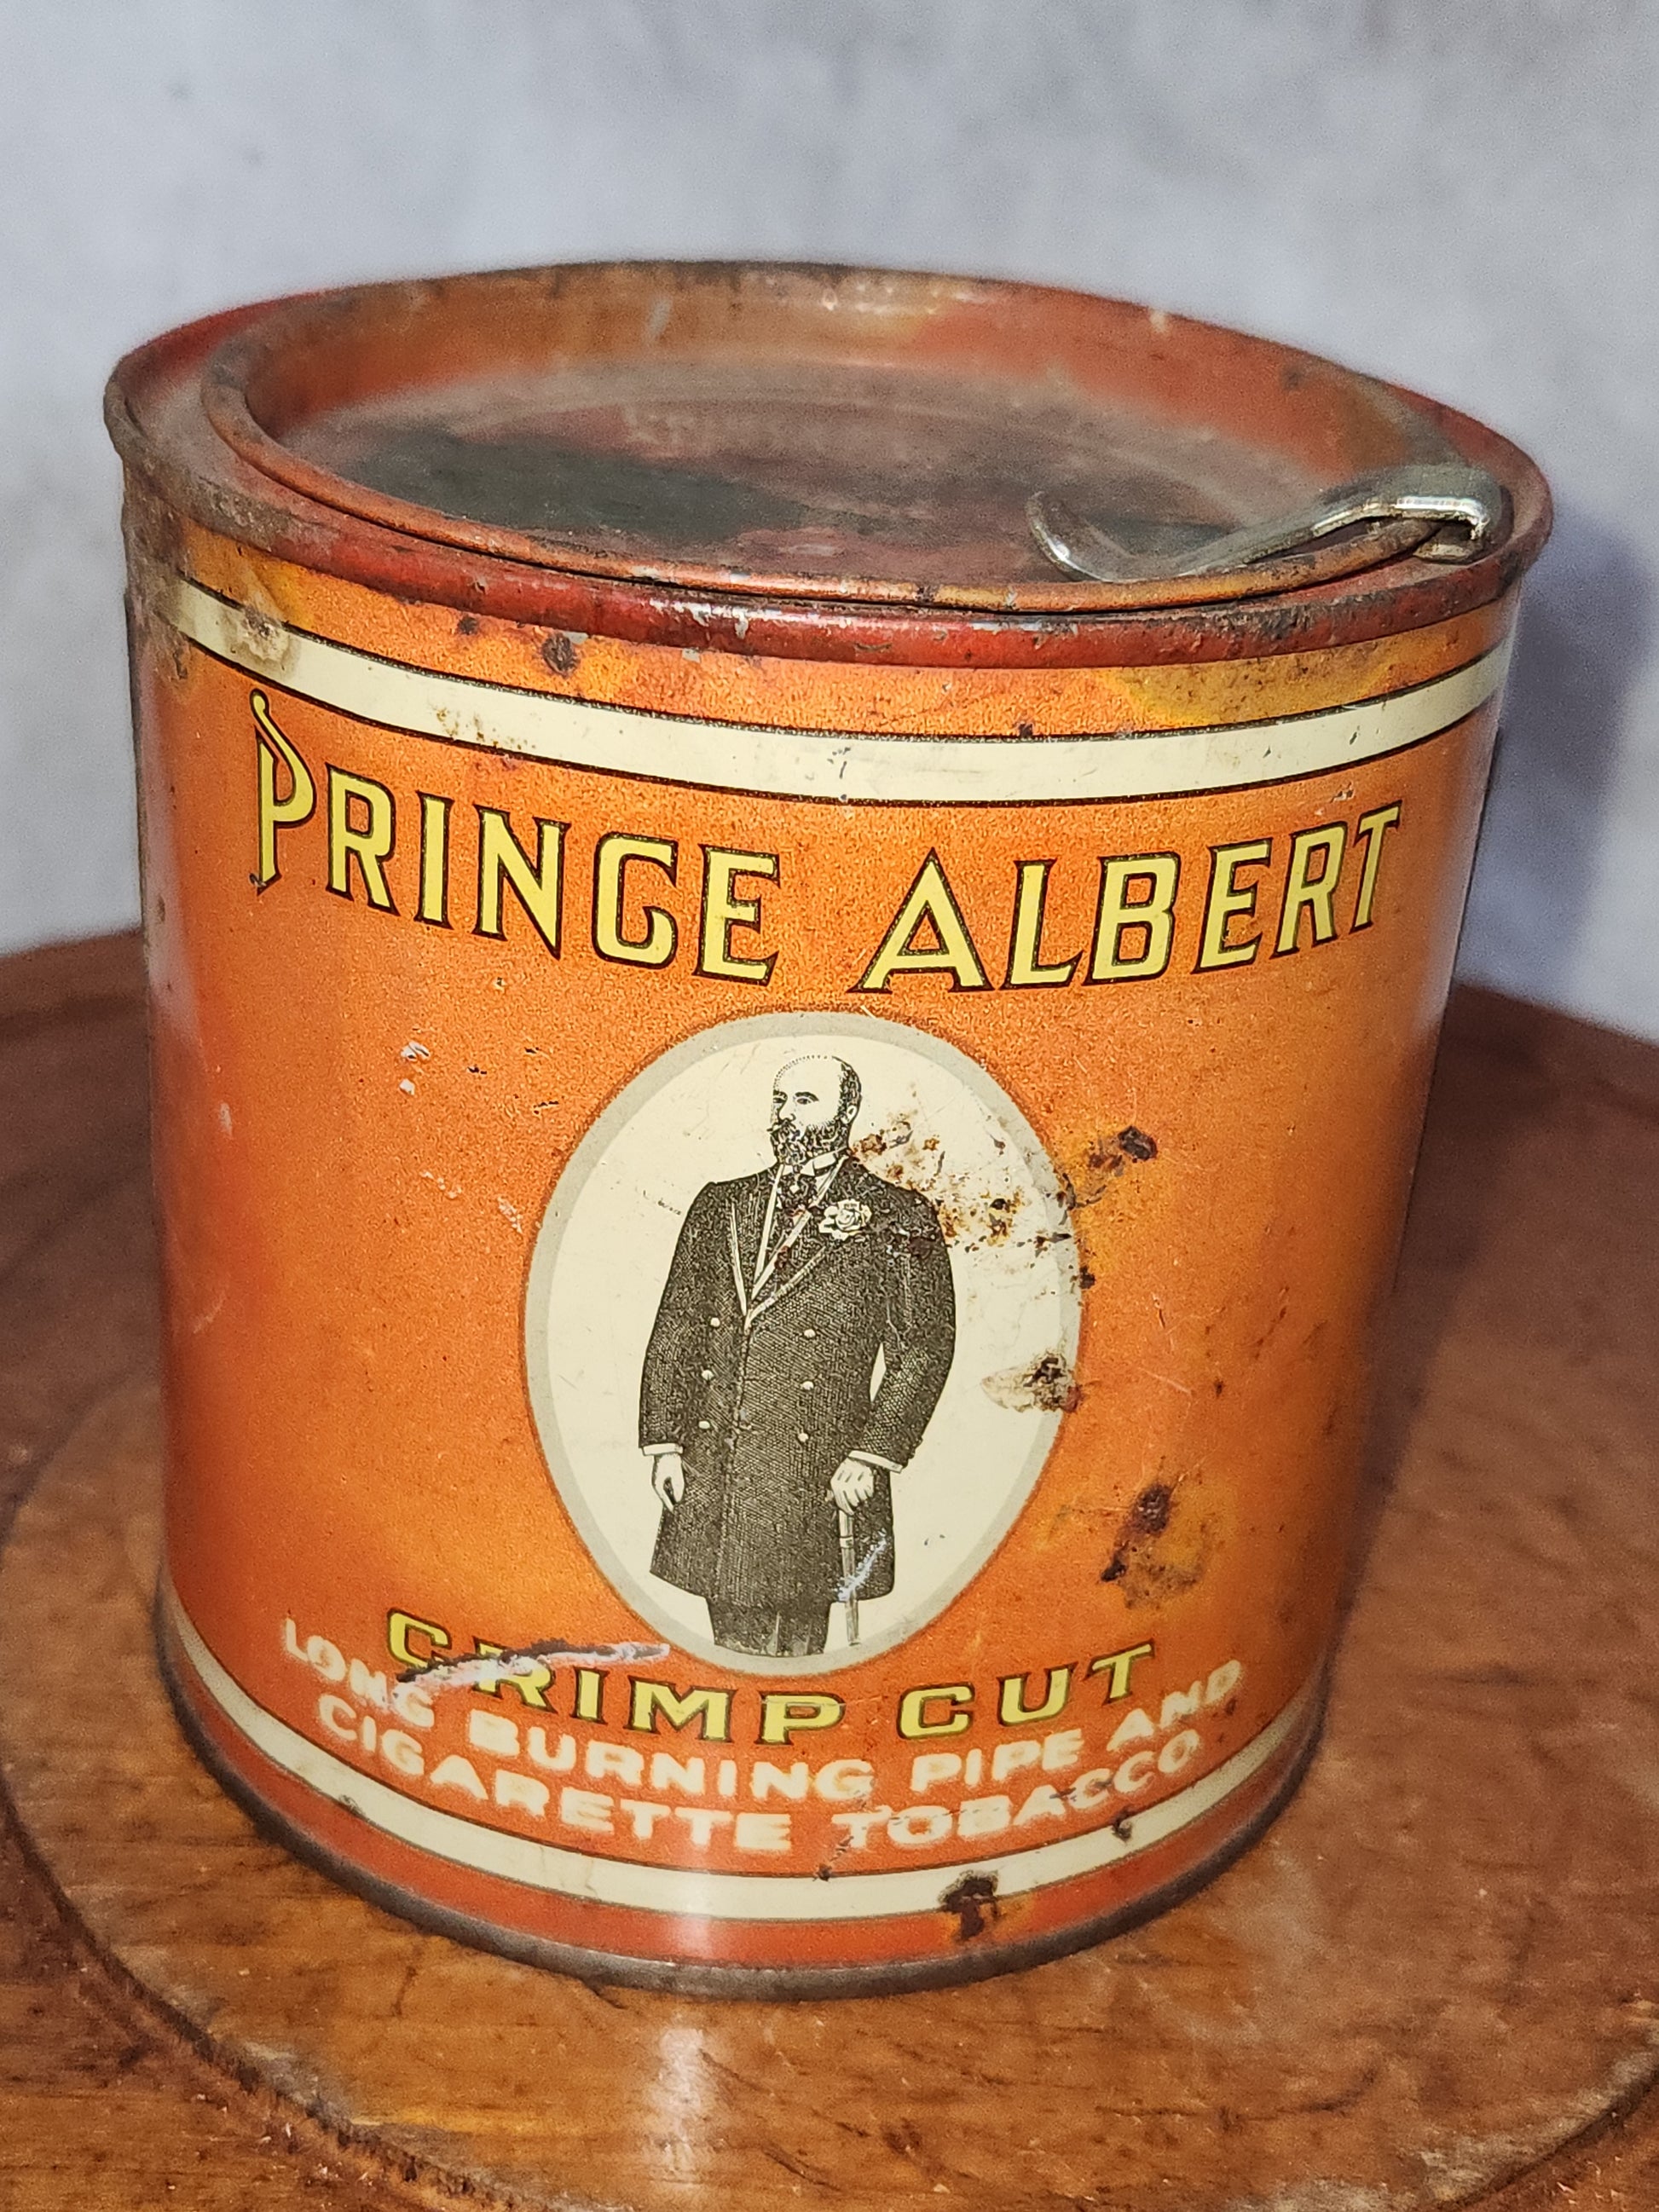 PRINCE ALBERT
CRIMP CUT
LONG BURNING PIPE AND
CIGARETTE TOBACCO